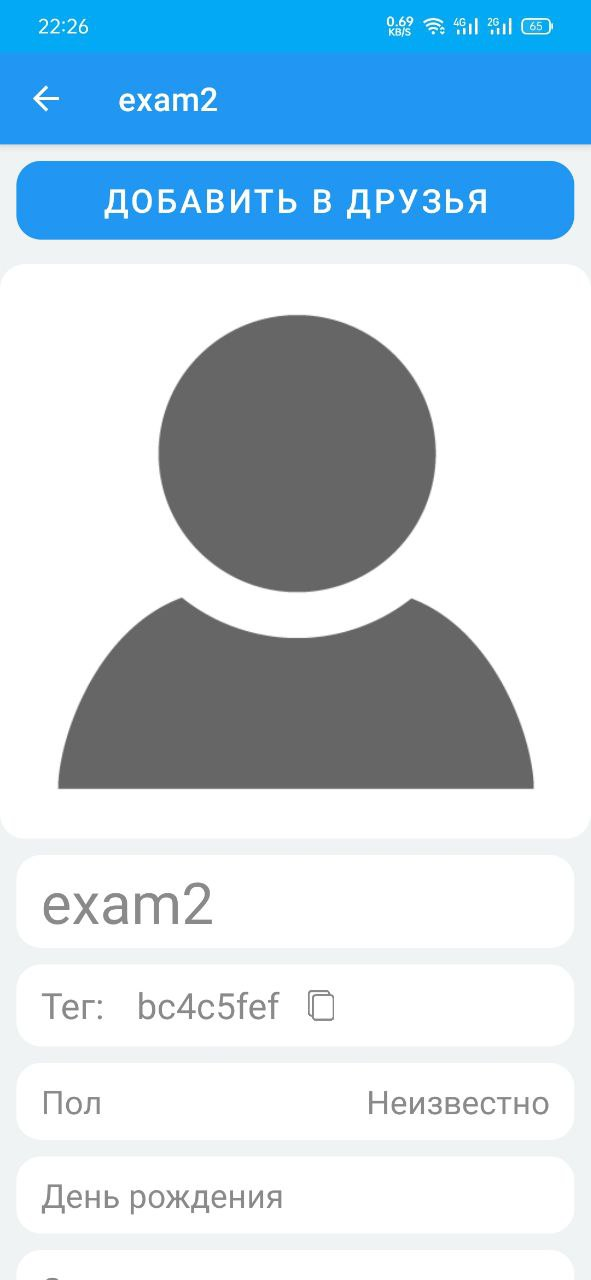 22:26 0.69 KB/S 4G 2G 65
exam2
ДОБАВИТЬ В ДРУЗЬЯ
exam2
Тег: bc4c5fef
Пол Неизвестно
День рождения